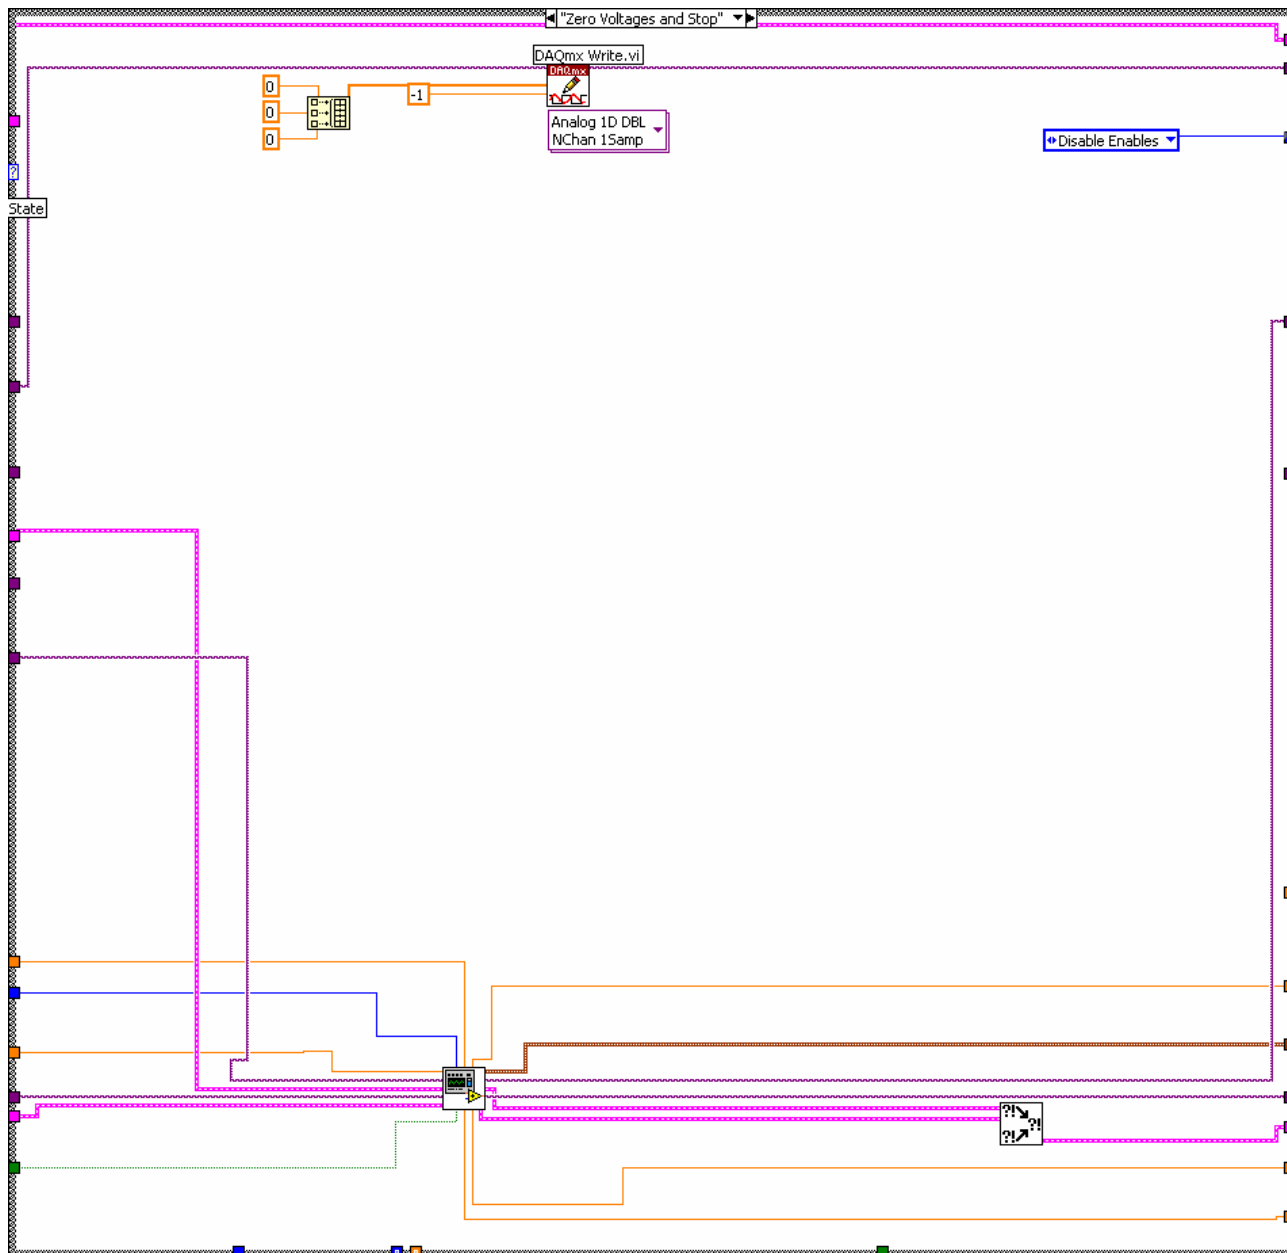 "Zero Voltages and Stop"
DAQmx Write.vi
DAQmx
0
0
0
-1
Analog 1D DBL
NChan 1Samp
Disable Enables
?
State
?!
?!
?!